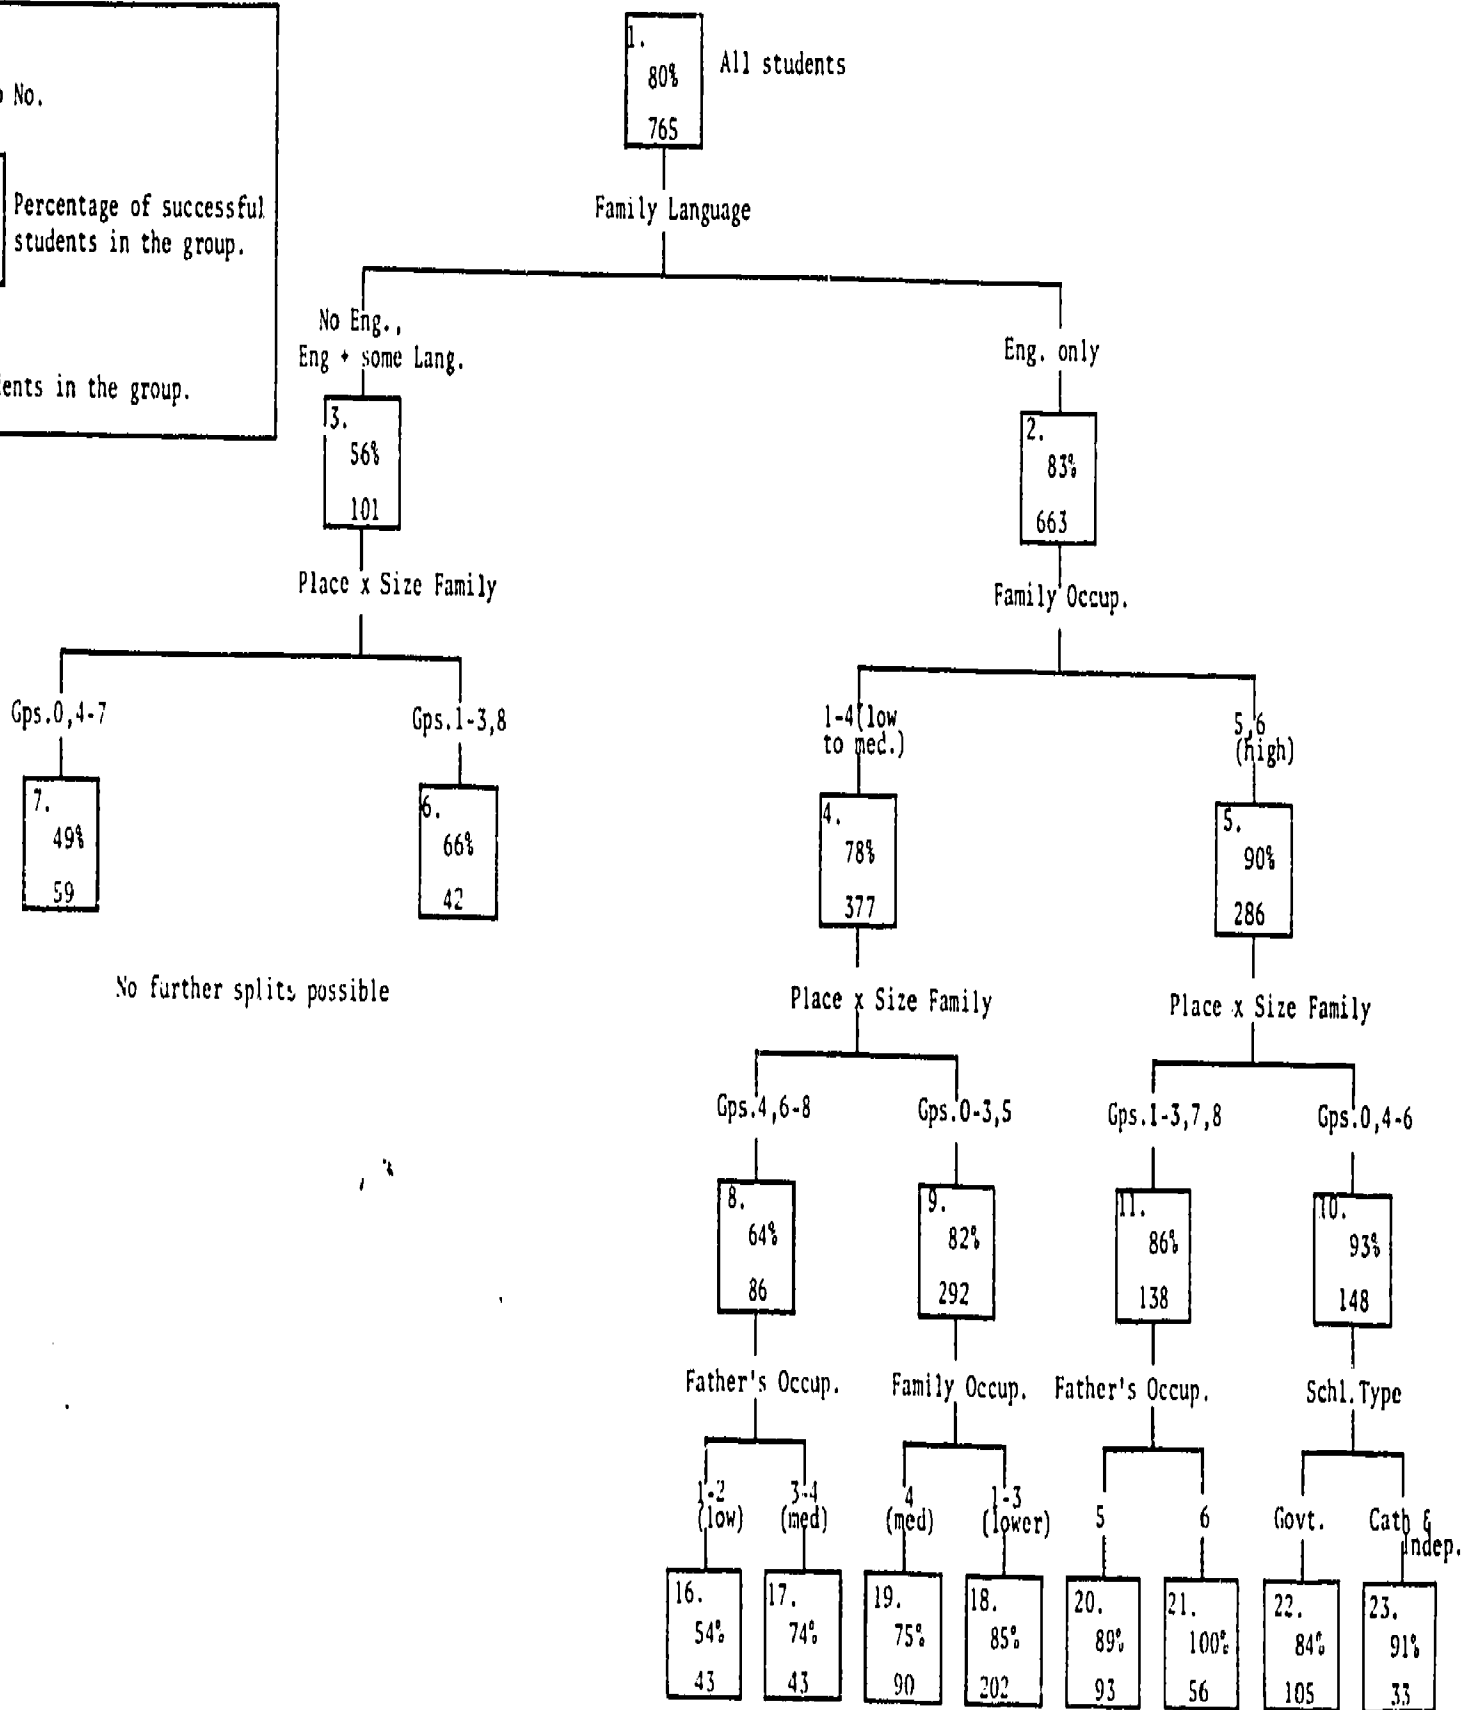 No.
Percentage of successful
students in the group.
ents in the group.
1.
80%
765
All students
Family Language
No Eng.,
Eng + some Lang.
Eng. only
3.
56%
101
2.
83%
663
Place x Size Family
Family Occup.
Gps.0,4-7
Gps.1-3,8
1-4(low
to med.)
5,6
(high)
7.
49%
59
6.
66%
42
4.
78%
377
5.
90%
286
No further splits possible
Place x Size Family
Place x Size Family
Gps.4,6-8
Gps.0-3,5
Gps.1-3,7,8
Gps.0,4-6
8.
64%
86
9.
82%
292
11.
86%
138
10.
93%
148
Father's Occup.
Family Occup.
Father's Occup.
Schl.Type
1-2
(low)
3-4
(med)
4
(med)
1-3
(lower)
5
6
Govt.
Cath &
Indep.
16.
54%
43
17.
74%
43
19.
75%
90
18.
85%
202
20.
89%
93
21.
100%
56
22.
84%
105
23.
91%
33